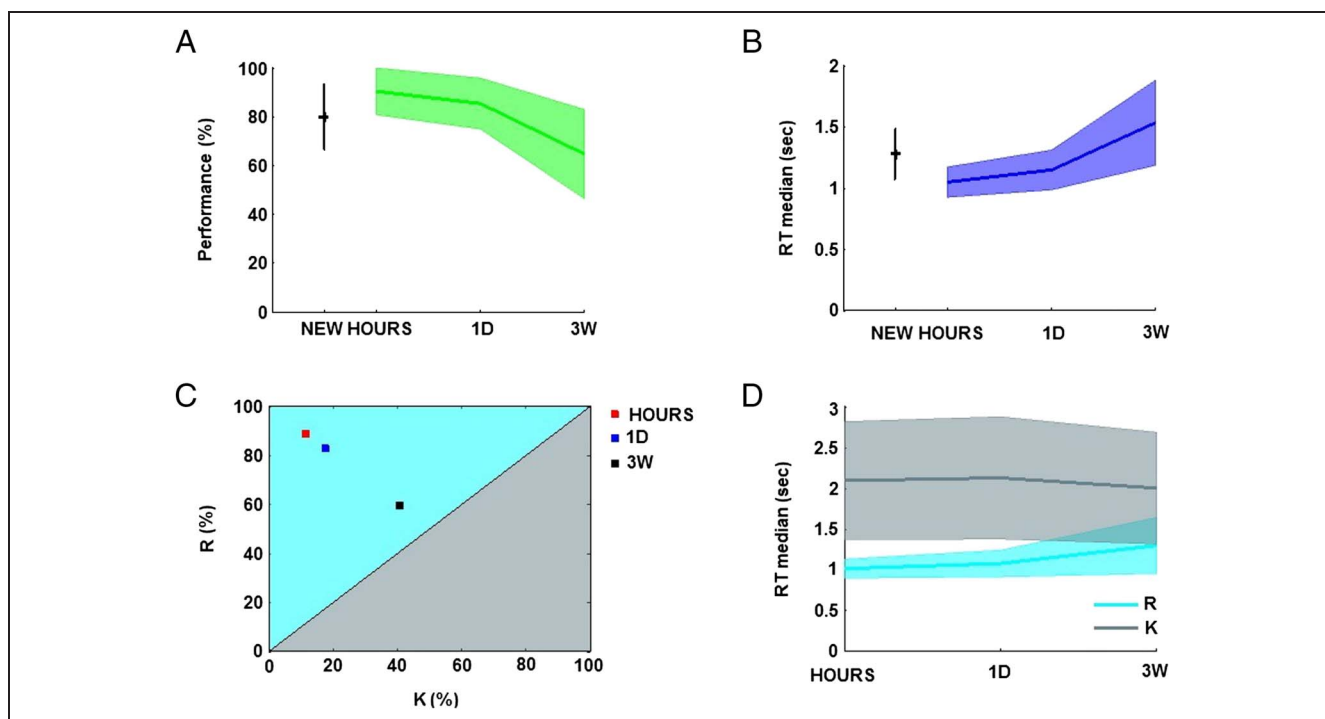 A
Performance (%)
100
80
60
40
20
0
NEW HOURS 1D 3W
B
RT median (sec)
2
1.5
1
0.5
0
NEW HOURS 1D 3W
C
R (%)
100
80
60
40
20
0
0 20 40 60 80 100
K (%)
HOURS
1D
3W
D
RT median (sec)
3
2.5
2
1.5
1
0.5
0
HOURS 1D 3W
R
K